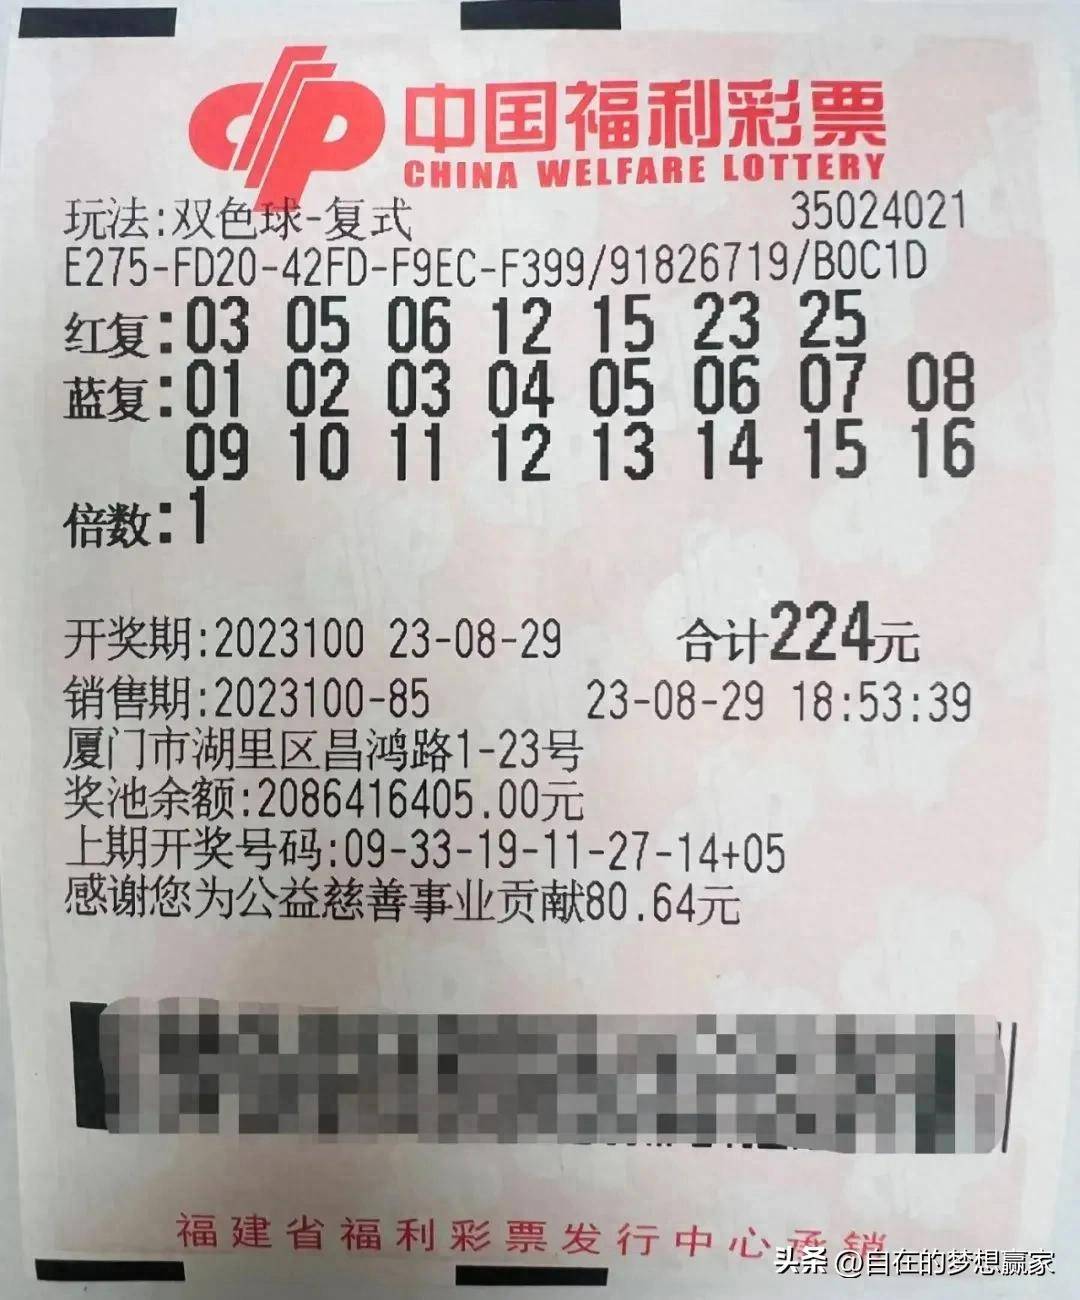 中国福利彩票
CHINA WELFARE LOTTERY
玩法:双色球-复式 35024021
E275-FD20-42FD-F9EC-F399/91826719/B0C1D
红复:03 05 06 12 15 23 25
蓝复:01 02 03 04 05 06 07 08
09 10 11 12 13 14 15 16
倍数:1
开奖期:2023100 23-08-29 合计224元
销售期:2023100-85 23-08-29 18:53:39
厦门市湖里区昌鸿路1-23号
奖池余额:2086416405.00元
上期开奖号码:09-33-19-11-27-14+05
感谢您为公益慈善事业贡献80.64元
福建省福利彩票发行中心承销
头条 @自在的梦想赢家